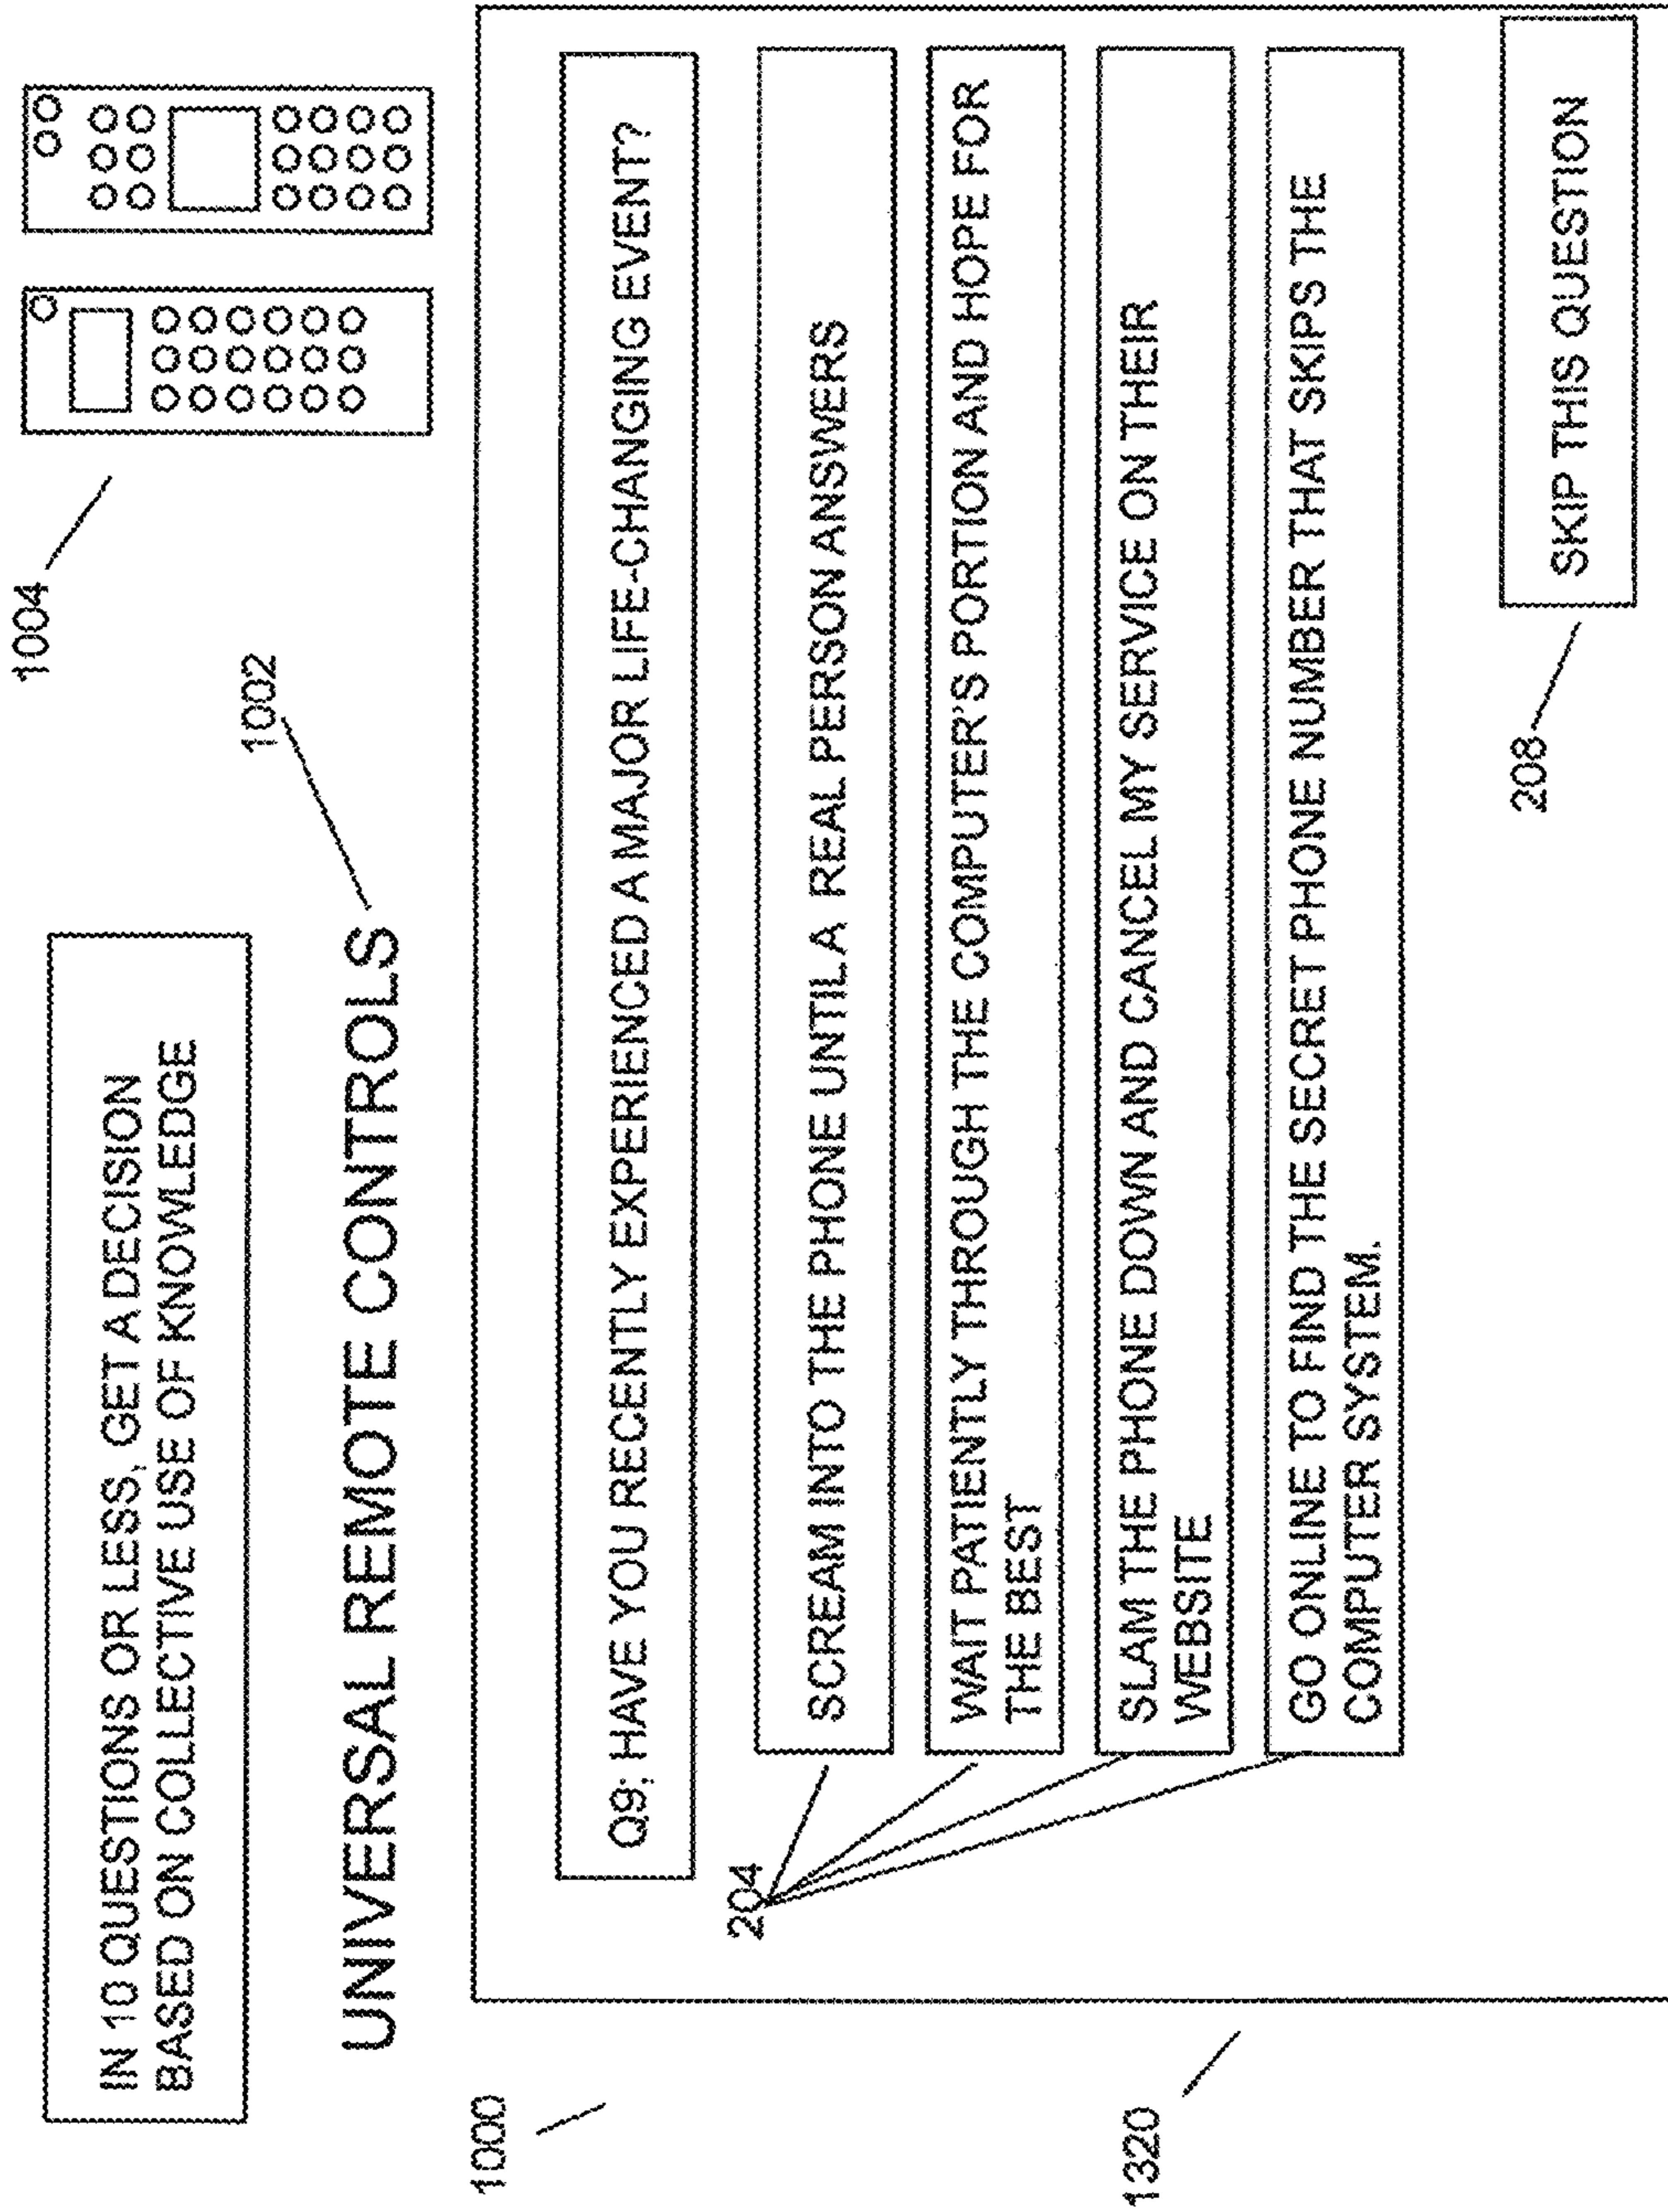 IN 10 QUESTIONS OR LESS, GET A DECISION
BASED ON COLLECTIVE USE OF KNOWLEDGE
1004
UNIVERSAL REMOTE CONTROLS
1002
1000
Q9: HAVE YOU RECENTLY EXPERIENCED A MAJOR LIFE-CHANGING EVENT?
204
SCREAM INTO THE PHONE UNTIL A REAL PERSON ANSWERS
WAIT PATIENTLY THROUGH THE COMPUTER'S PORTION AND HOPE FOR
THE BEST
SLAM THE PHONE DOWN AND CANCEL MY SERVICE ON THEIR
WEBSITE
GO ONLINE TO FIND THE SECRET PHONE NUMBER THAT SKIPS THE
COMPUTER SYSTEM.
1320
208
SKIP THIS QUESTION